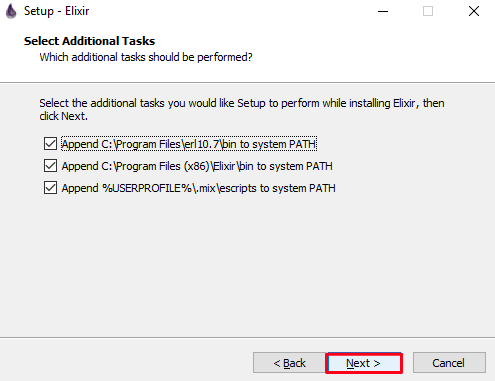 Setup - Elixir
Select Additional Tasks
Which additional tasks should be performed?
Select the additional tasks you would like Setup to perform while installing Elixir, then
click Next.
Append C:\Program Files\erl10.7\bin to system PATH
Append C:\Program Files (x86)\Elixir\bin to system PATH
Append %USERPROFILE%\.mix\escripts to system PATH
< Back
Next >
Cancel